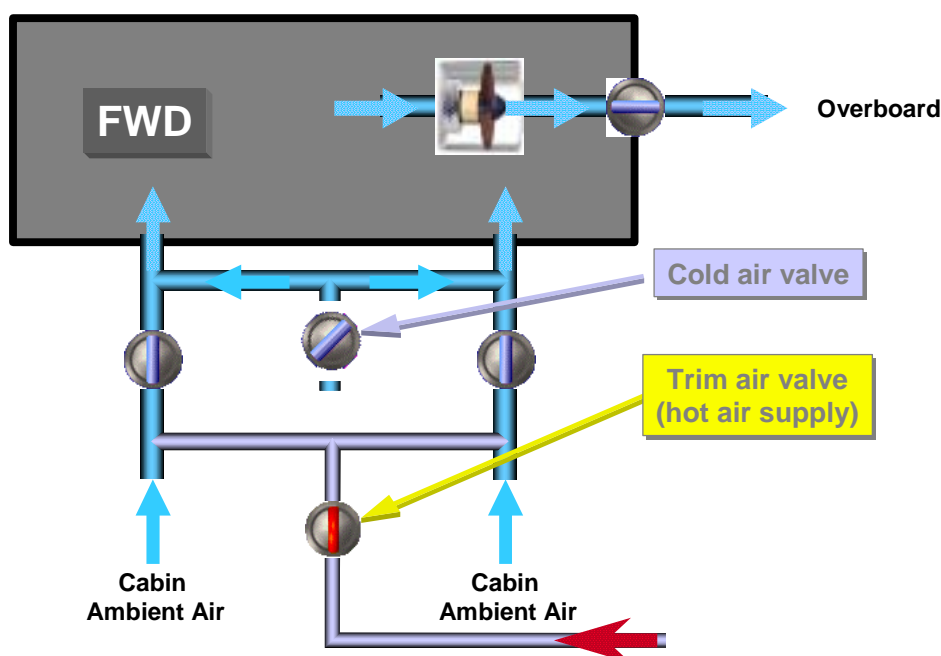 FWD
Overboard
Cold air valve
Trim air valve
(hot air supply)
Cabin
Ambient Air
Cabin
Ambient Air